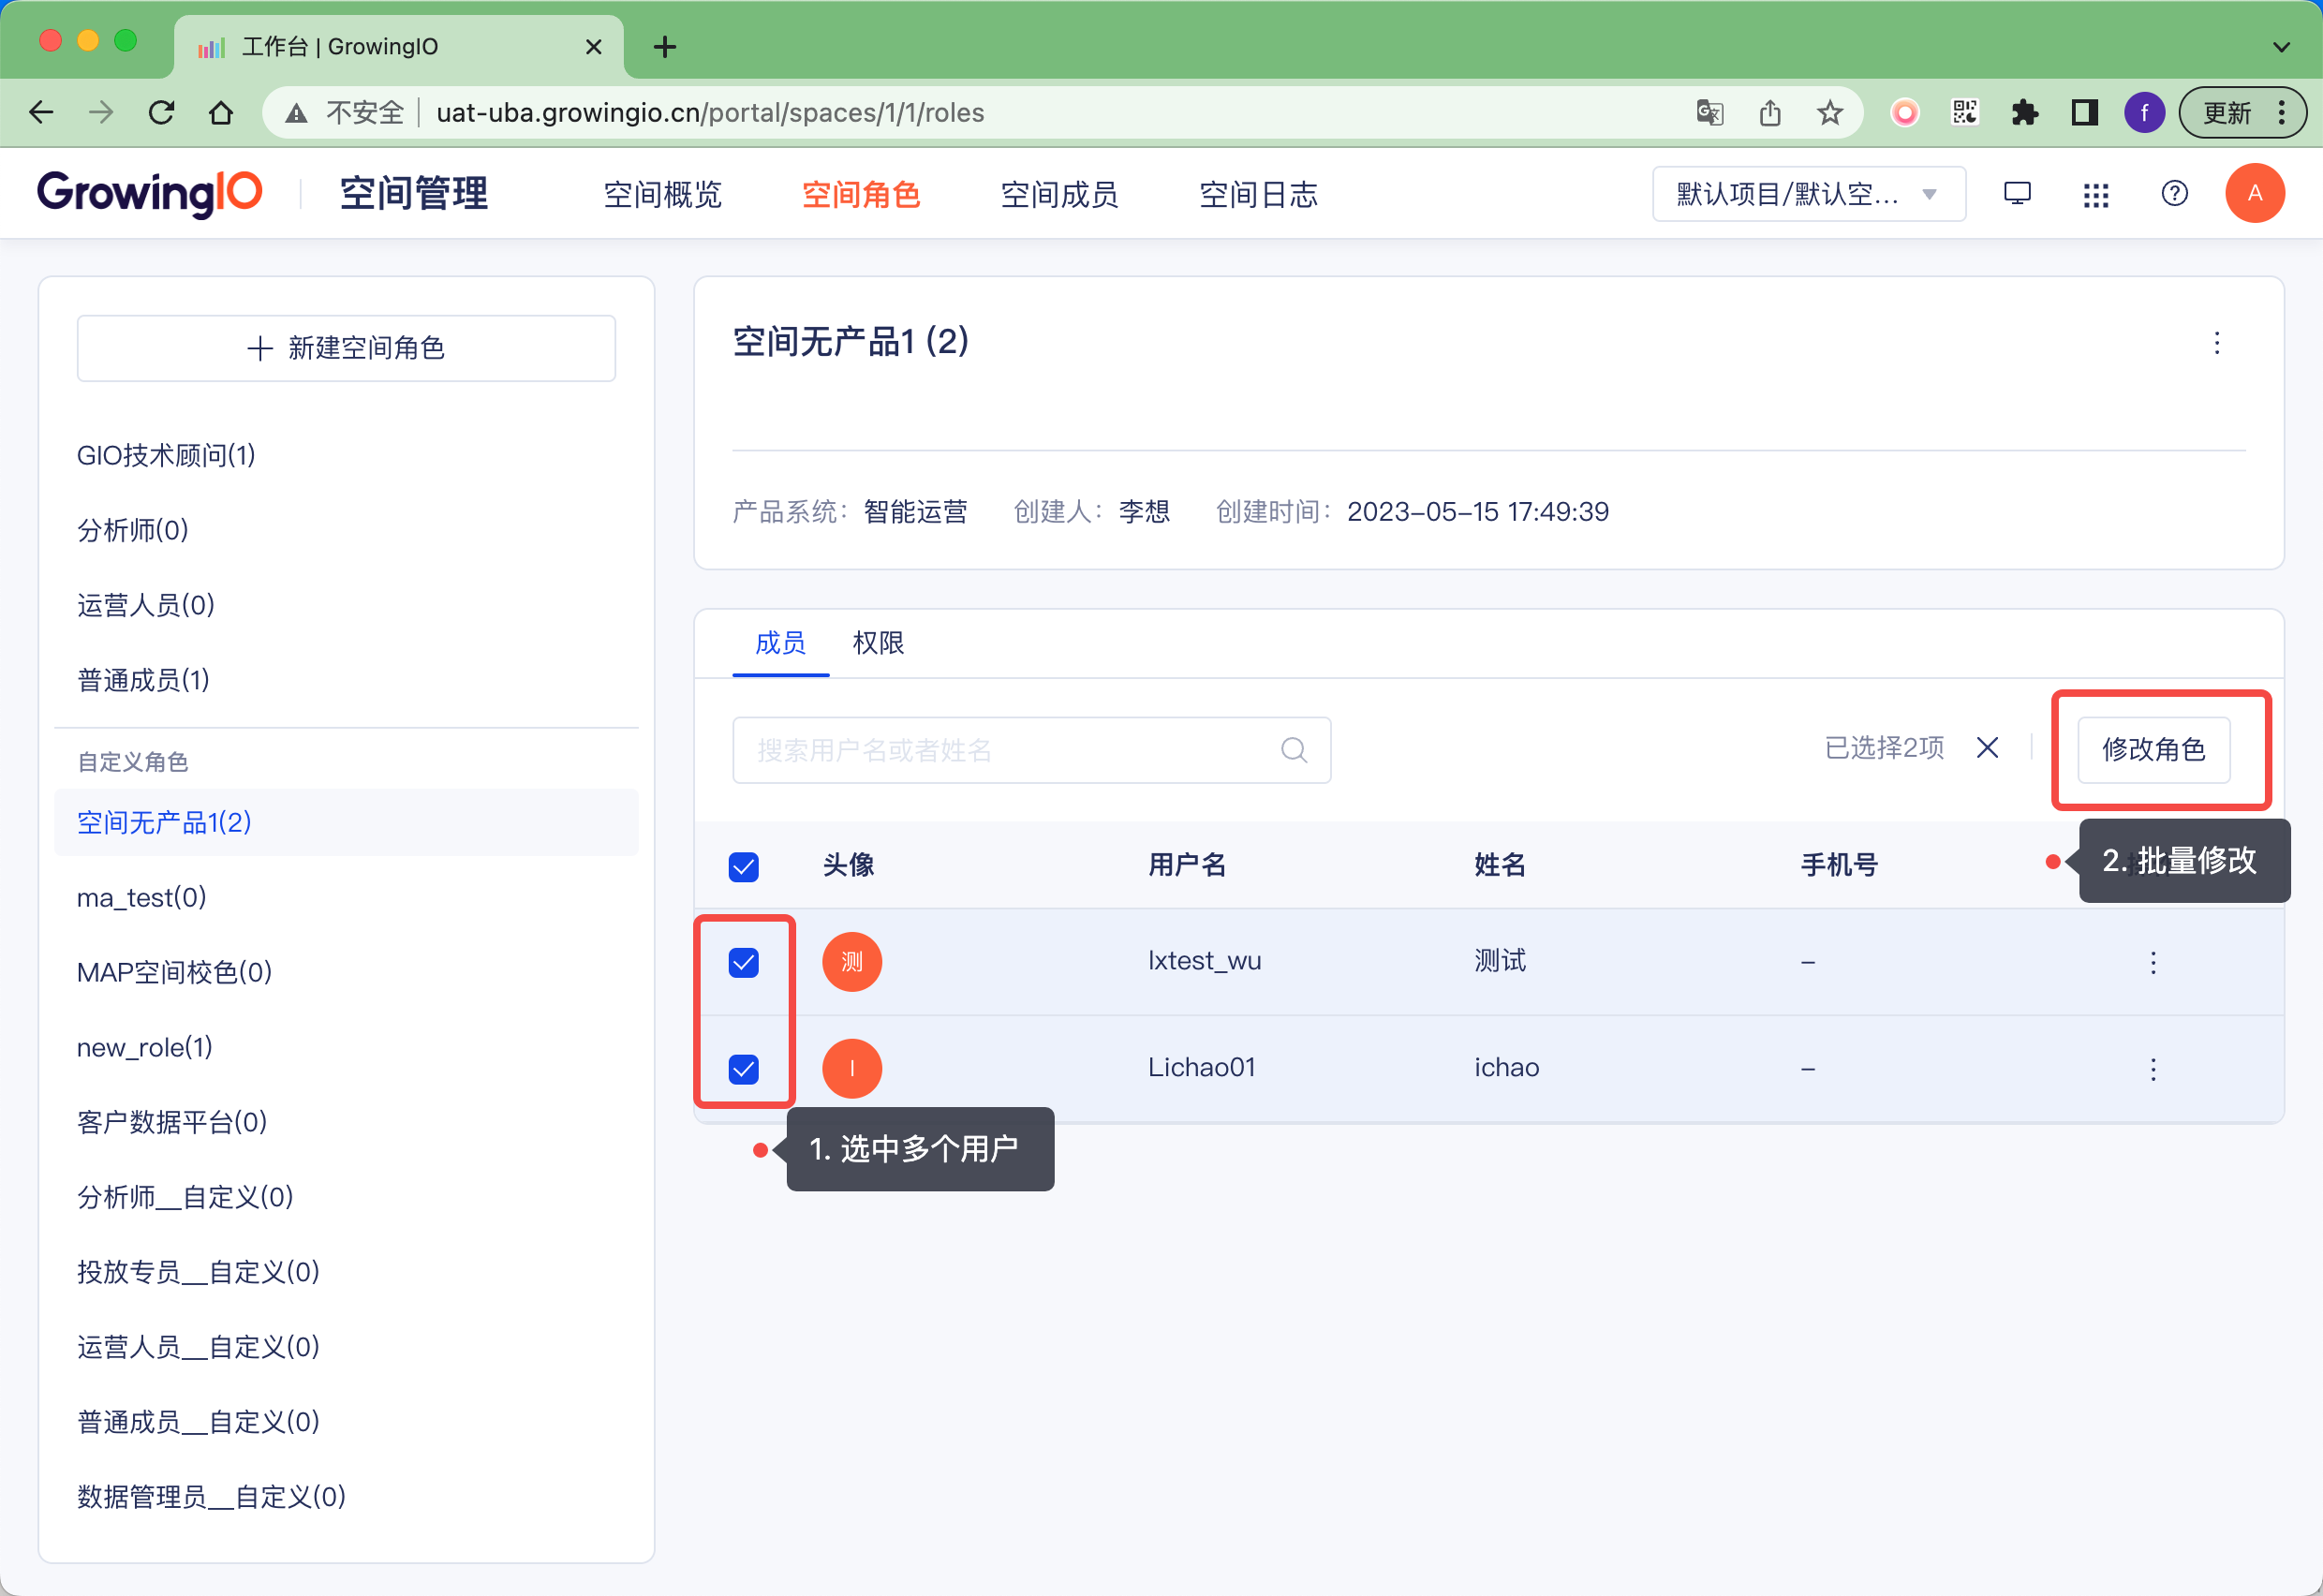 工作台 | GrowingIO
不安全 uat-uba.growingio.cn/portal/spaces/1/1/roles
f
更新
GrowingIO
空间管理
空间概览
空间角色
空间成员
空间日志
默认项目/默认空...
A
新建空间角色
GIO技术顾问(1)
分析师(0)
运营人员(0)
普通成员(1)
自定义角色
空间无产品1(2)
ma_test(0)
MAP空间校色(0)
new_role(1)
客户数据平台(0)
分析师__自定义(0)
投放专员__自定义(0)
运营人员__自定义(0)
普通成员__自定义(0)
数据管理员__自定义(0)
空间无产品1 (2)
产品系统: 智能运营 创建人: 李想 创建时间: 2023-05-15 17:49:39
成员 权限
搜索用户名或者姓名
已选择2项
修改角色
头像 用户名 姓名 手机号
2. 批量修改
测 lxtest_wu 测试 –
I Lichao01 ichao –
1. 选中多个用户